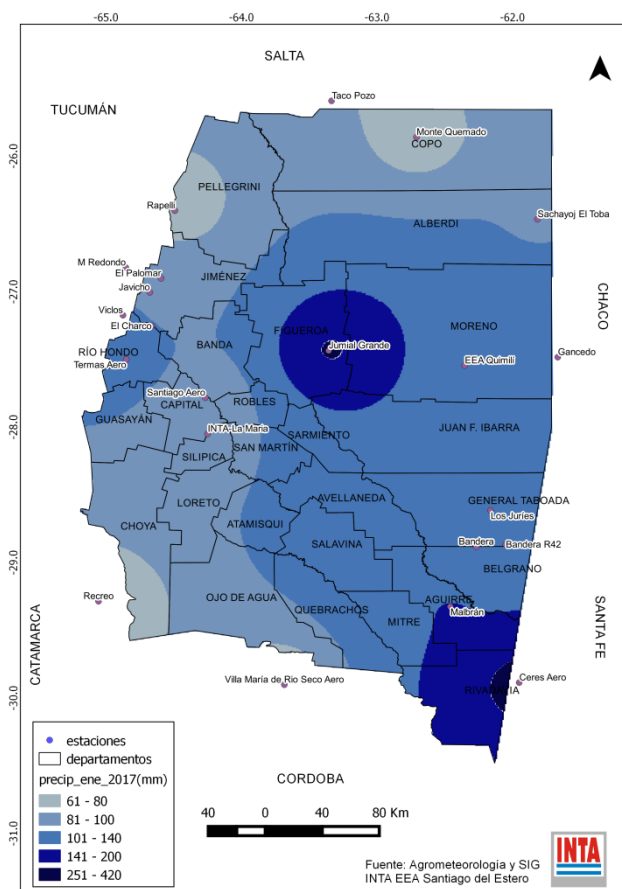 -65.0 -64.0 -63.0 -62.0
SALTA
TUCUMÁN
Taco Pozo
-26.0
Monte Quemado
COPO
PELLEGRINI
Rapelli
Sachayoj El Toba
ALBERDI
M Redondo
El Palomar
JIMÉNEZ
Javicho
-27.0
CHACO
Viclos
El Charco
FIGUEROA
MORENO
BANDA
Jumial Grande
RÍO HONDO
Termas Aero
EEA Quimilí
Gancedo
Santiago Aero
CAPITAL
ROBLES
GUASAYÁN
-28.0
INTA-La Maria
SARMIENTO
JUAN F. IBARRA
SAN MARTÍN
SILIPICA
AVELLANEDA
GENERAL TABOADA
LORETO
Los Juríes
CHOYA
ATAMISQUI
SALAVINA
Bandera
Bandera R42
-29.0
BELGRANO
Recreo
OJO DE AGUA
QUEBRACHOS
AGUIRRE
Malbrán
MITRE
SANTA FE
CATAMARCA
Villa María de Rio Seco Aero
Ceres Aero
-30.0
CORDOBA
estaciones
departamentos
precip_ene_2017(mm)
61 - 80
81 - 100
101 - 140
141 - 200
251 - 420
40 0 40 80 Km
-31.0
Fuente: Agrometeorología y SIG
INTA EEA Santiago del Estero
INTA